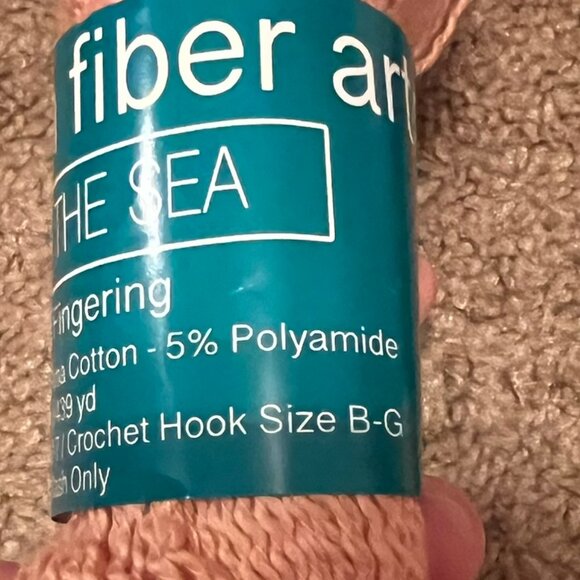 fiber art
THE SEA
Fingering
Cotton - 5% Polyamide
439 yd
/ Crochet Hook Size B-G
Only